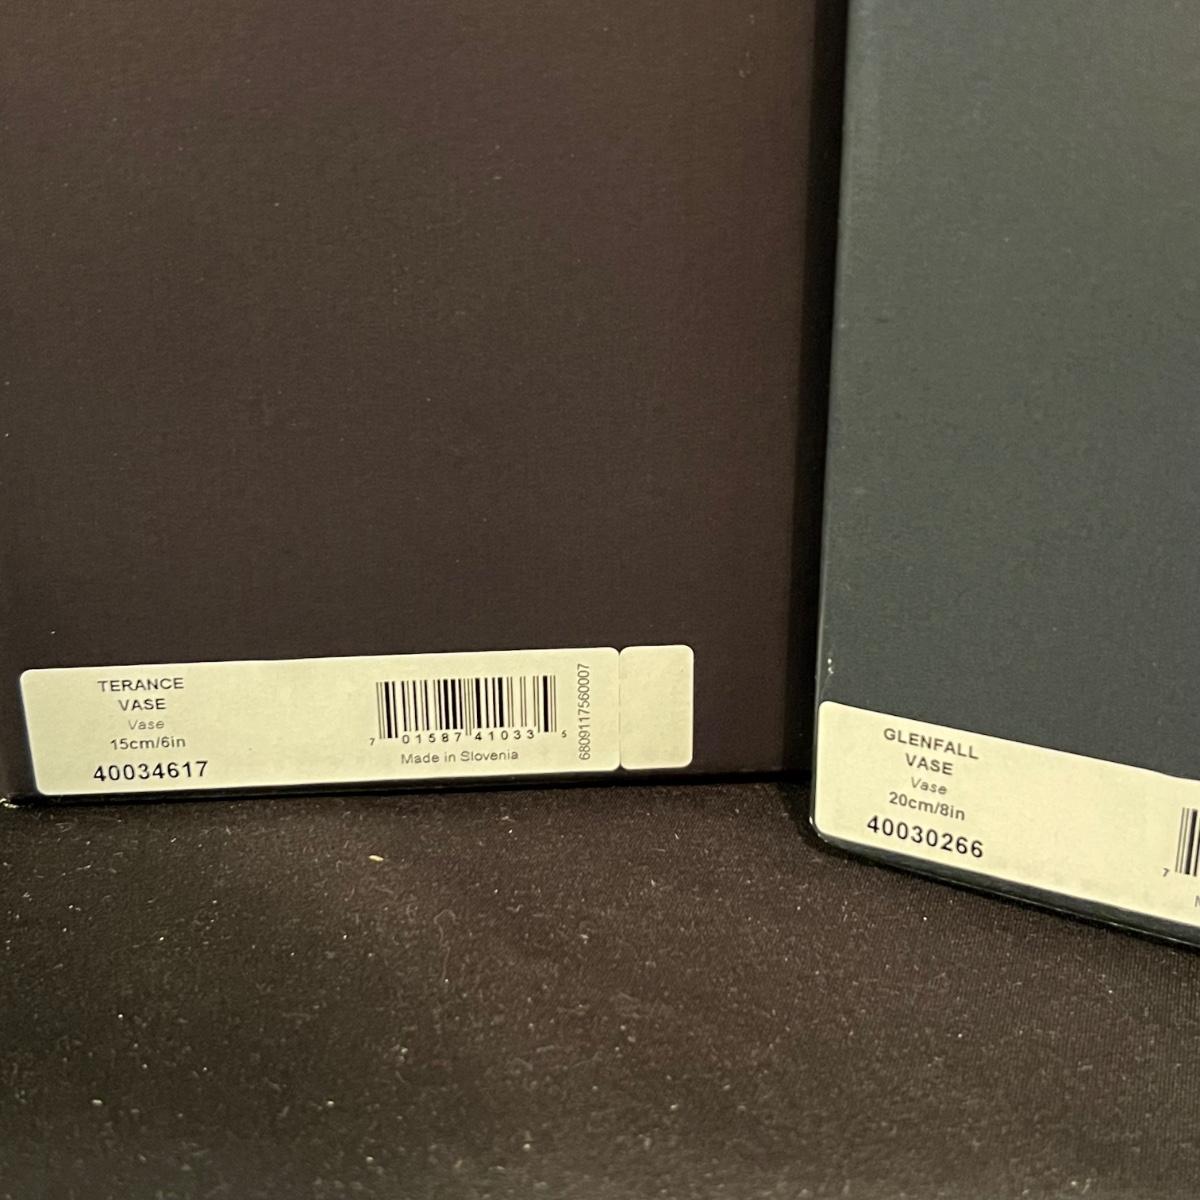 TERANCE
VASE
Vase
15cm/6in
40034617
7 01587 41033 5
Made in Slovenia
6809117560007
GLENFALL
VASE
Vase
20cm/8in
40030266
7
M